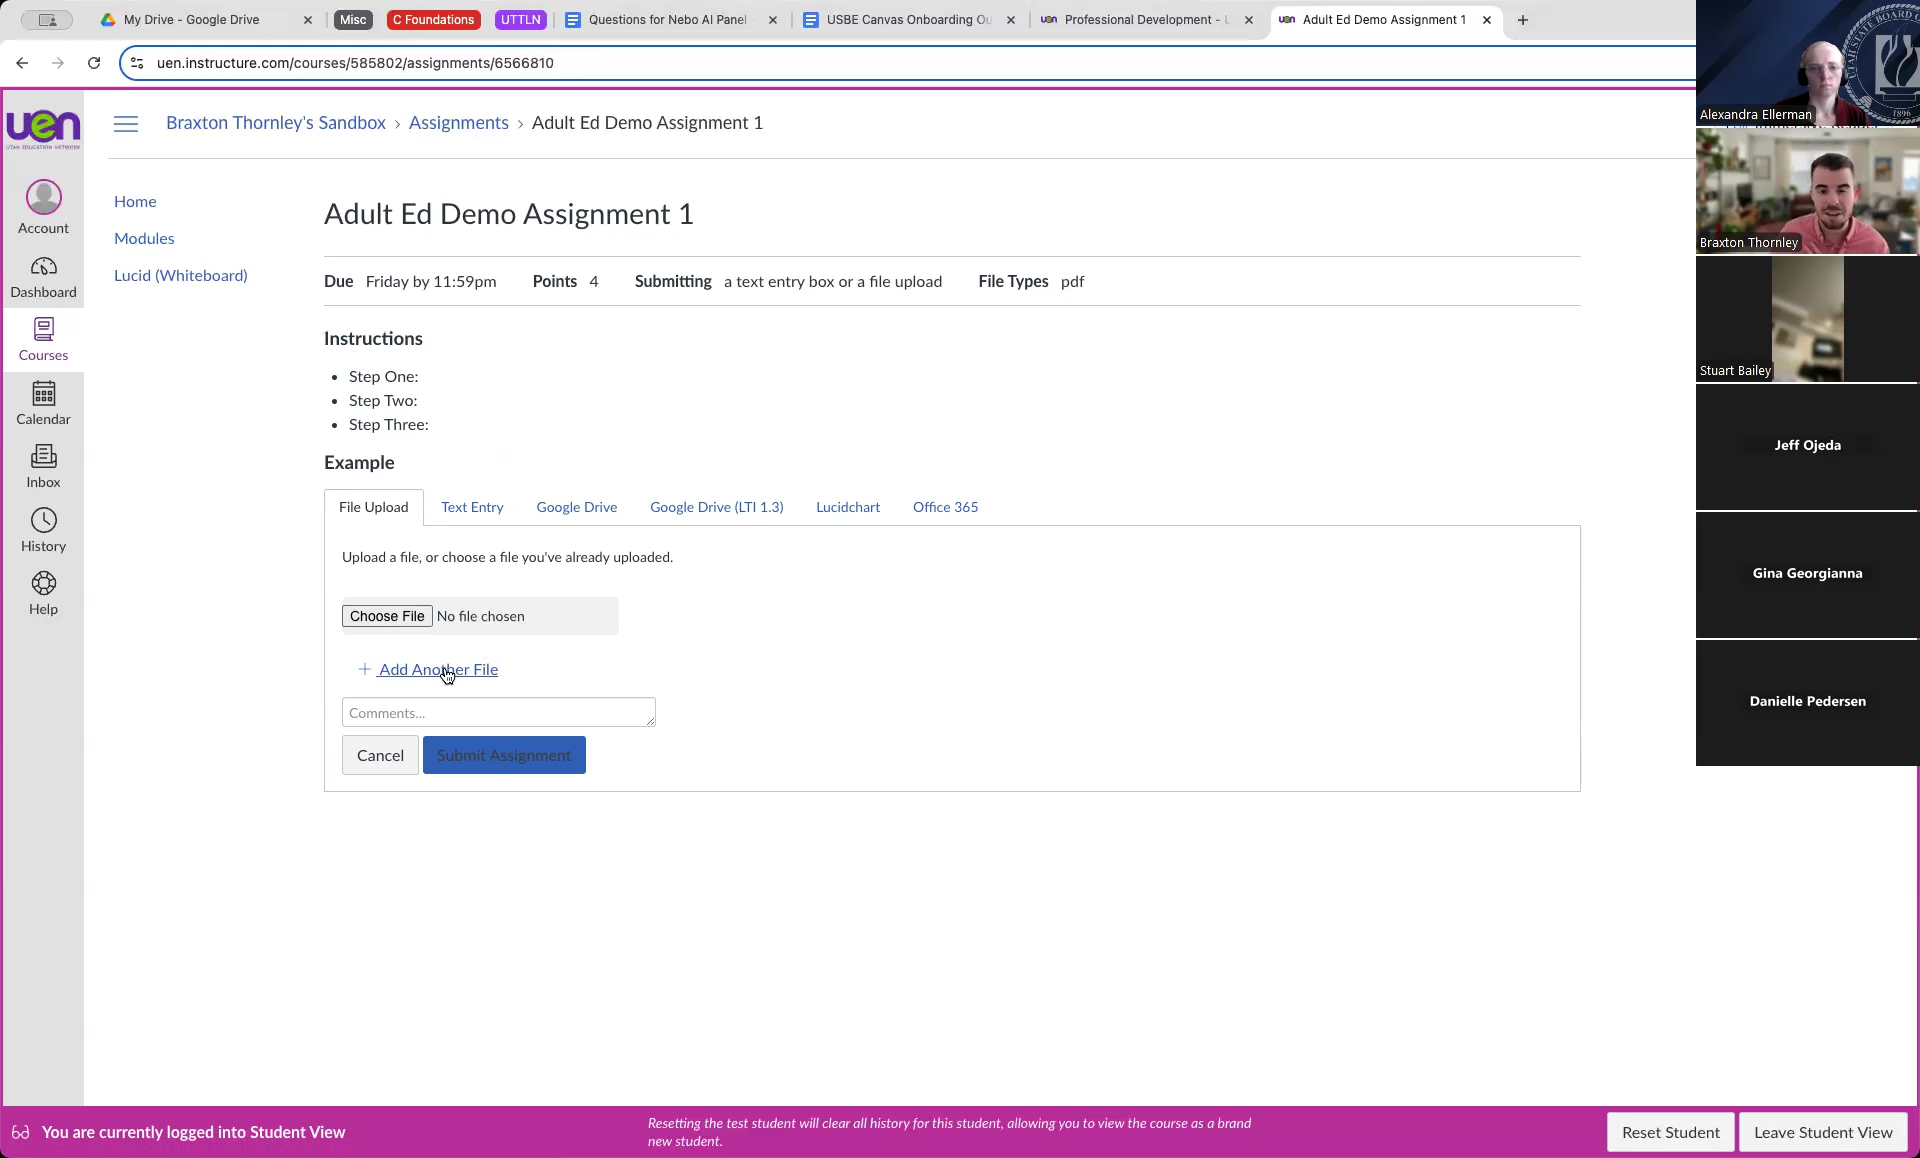 My Drive - Google Drive
Misc
C Foundations
UTTLN
Questions for Nebo AI Panel
USBE Canvas Onboarding Ou
Professional Development - U
Adult Ed Demo Assignment 1
uen.instructure.com/courses/585802/assignments/6566810
uen
UTAH EDUCATION NETWORK
Account
Dashboard
Courses
Calendar
Inbox
History
Help
Braxton Thornley's Sandbox › Assignments › Adult Ed Demo Assignment 1
Home
Modules
Lucid (Whiteboard)
Adult Ed Demo Assignment 1
Due Friday by 11:59pm Points 4 Submitting a text entry box or a file upload File Types pdf
Instructions
Step One:
Step Two:
Step Three:
Example
File Upload Text Entry Google Drive Google Drive (LTI 1.3) Lucidchart Office 365
Upload a file, or choose a file you've already uploaded.
Choose File No file chosen
+ Add Another File
Comments...
Cancel Submit Assignment
Alexandra Ellerman
1896
Braxton Thornley
Stuart Bailey
Jeff Ojeda
Gina Georgianna
Danielle Pedersen
You are currently logged into Student View
Resetting the test student will clear all history for this student, allowing you to view the course as a brand
new student.
Reset Student
Leave Student View